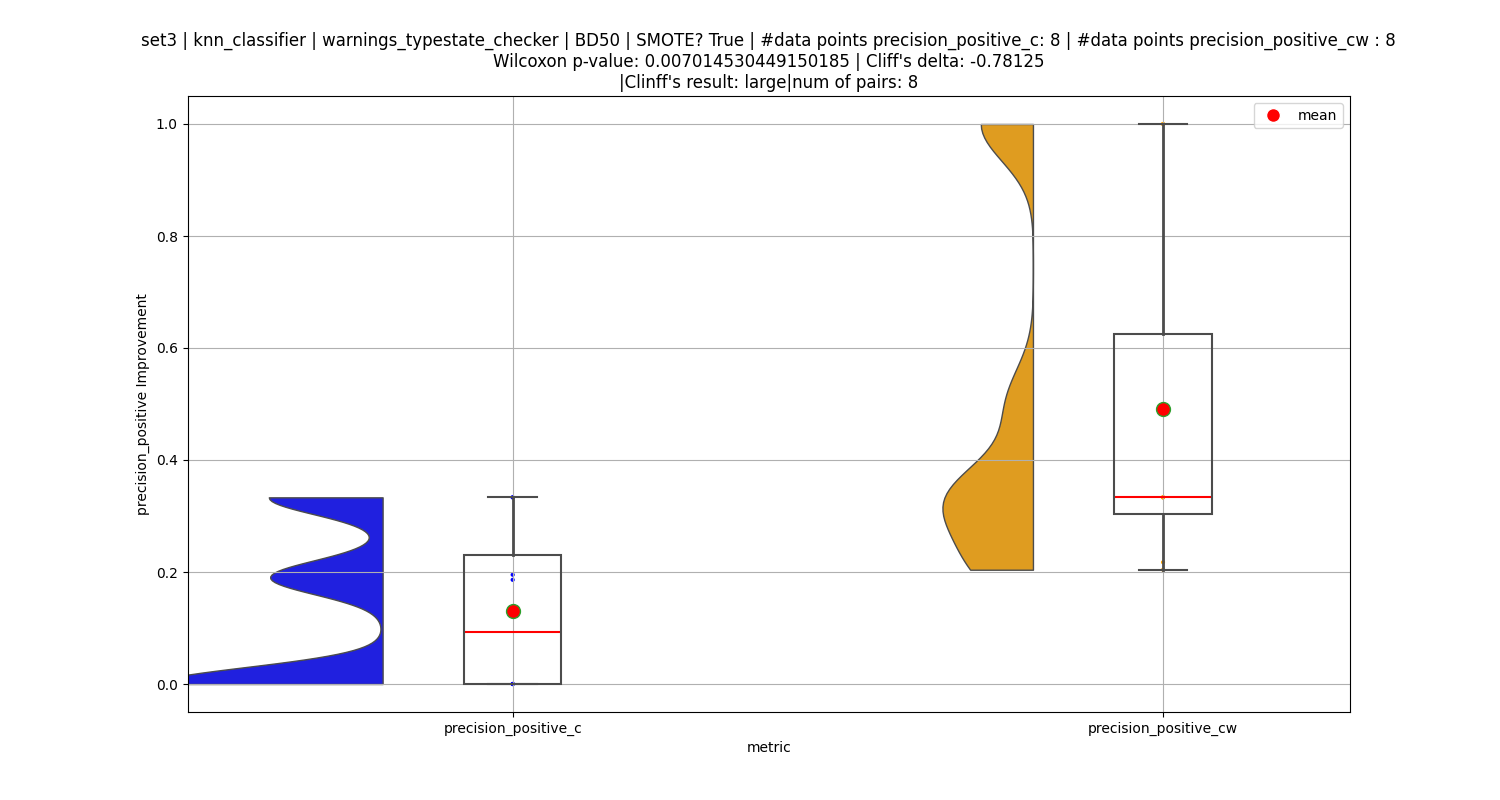 set3 | knn_classifier | warnings_typestate_checker | BD50 | SMOTE? True | #data points precision_positive_c: 8 | #data points precision_positive_cw : 8
Wilcoxon p-value: 0.007014530449150185 | Cliff's delta: -0.78125
|Clinff's result: large|num of pairs: 8
mean
1.0
0.8
0.6
0.4
0.2
0.0
precision_positive Improvement
precision_positive_c
precision_positive_cw
metric